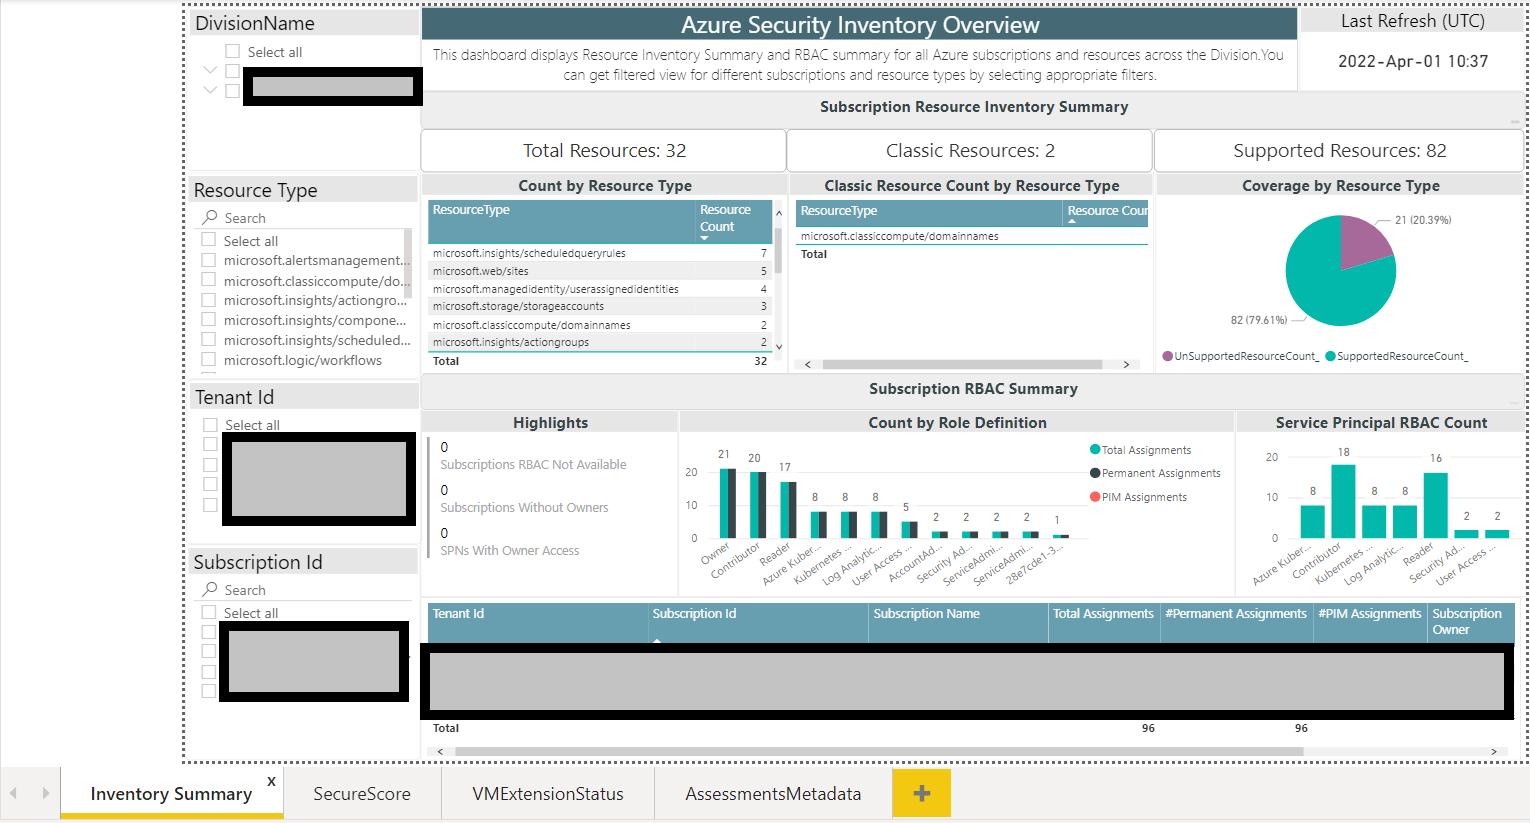 DivisionName
Select all
Azure Security Inventory Overview
This dashboard displays Resource Inventory Summary and RBAC summary for all Azure subscriptions and resources across the Division.You
can get filtered view for different subscriptions and resource types by selecting appropriate filters.
Last Refresh (UTC)
2022-Apr-01 10:37
Subscription Resource Inventory Summary
Total Resources: 32
Classic Resources: 2
Supported Resources: 82
Resource Type
Search
Select all
microsoft.alertsmanagement...
microsoft.classiccompute/do...
microsoft.insights/actiongro...
microsoft.insights/compone...
microsoft.insights/scheduled...
microsoft.logic/workflows
Count by Resource Type
ResourceType Resource Count
microsoft.insights/scheduledqueryrules 7
microsoft.web/sites 5
microsoft.managedidentity/userassignedidentities 4
microsoft.storage/storageaccounts 3
microsoft.classiccompute/domainnames 2
microsoft.insights/actiongroups 2
Total 32
Classic Resource Count by Resource Type
ResourceType Resource Cour
microsoft.classiccompute/domainnames
Total
Coverage by Resource Type
21 (20.39%)
82 (79.61%)
UnSupportedResourceCount_ SupportedResourceCount_
Tenant Id
Select all
Subscription RBAC Summary
Highlights
0
Subscriptions RBAC Not Available
0
Subscriptions Without Owners
0
SPNs With Owner Access
Count by Role Definition
Total Assignments
Permanent Assignments
PIM Assignments
20
10
0
21 20 17 8 8 8 5 2 2 2 2 1
Owner Contributor Reader Azure Kuber... Kubernetes ... Log Analytic... User Access ... AccountAd... Security Ad... ServiceAdmi... ServiceAdmi... 28e7cde1-3...
Service Principal RBAC Count
20
10
0
8 18 8 8 16 2 2
Azure Kuber... Contributor Kubernetes ... Log Analytic... Reader Security Ad... User Access ...
Subscription Id
Search
Select all
Tenant Id Subscription Id Subscription Name Total Assignments #Permanent Assignments #PIM Assignments Subscription Owner
Total 96 96
Inventory Summary x SecureScore VMExtensionStatus AssessmentsMetadata +